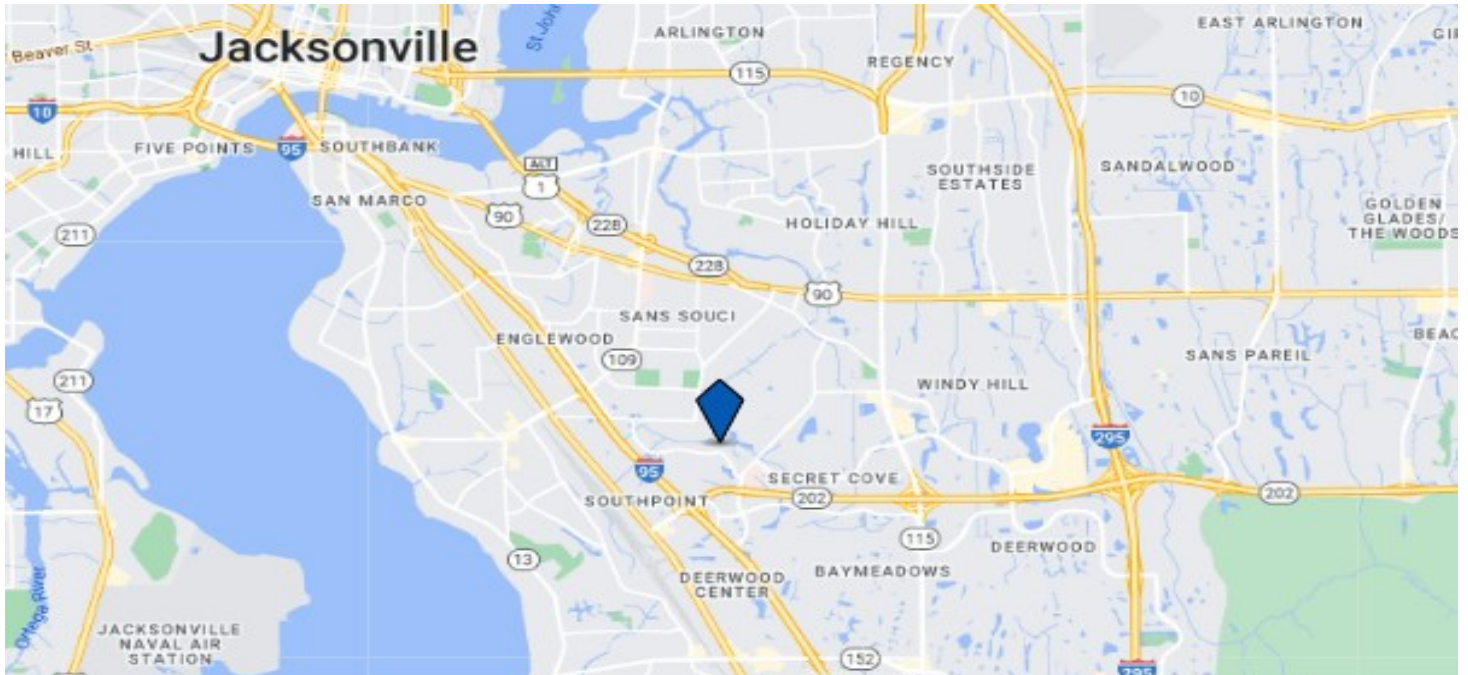 EAST ARLINGTON
ARLINGTON
St John
Jacksonville
Beaver St
REGENCY
115
10
10
HILL
FIVE POINTS
95
SOUTHBANK
ALT
1
SOUTHSIDE
ESTATES
SANDALWOOD
SAN MARCO
90
228
HOLIDAY HILL
GOLDEN
GLADES/
THE WOODS
211
228
90
SANS SOUCI
ENGLEWOOD
109
SANS PAREIL
211
17
WINDY HILL
295
95
SECRET COVE
SOUTHPOINT
202
202
115
DEERWOOD
13
BAYMEADOWS
DEERWOOD
CENTER
Ortega River
JACKSONVILLE
NAVAL AIR
STATION
152
295